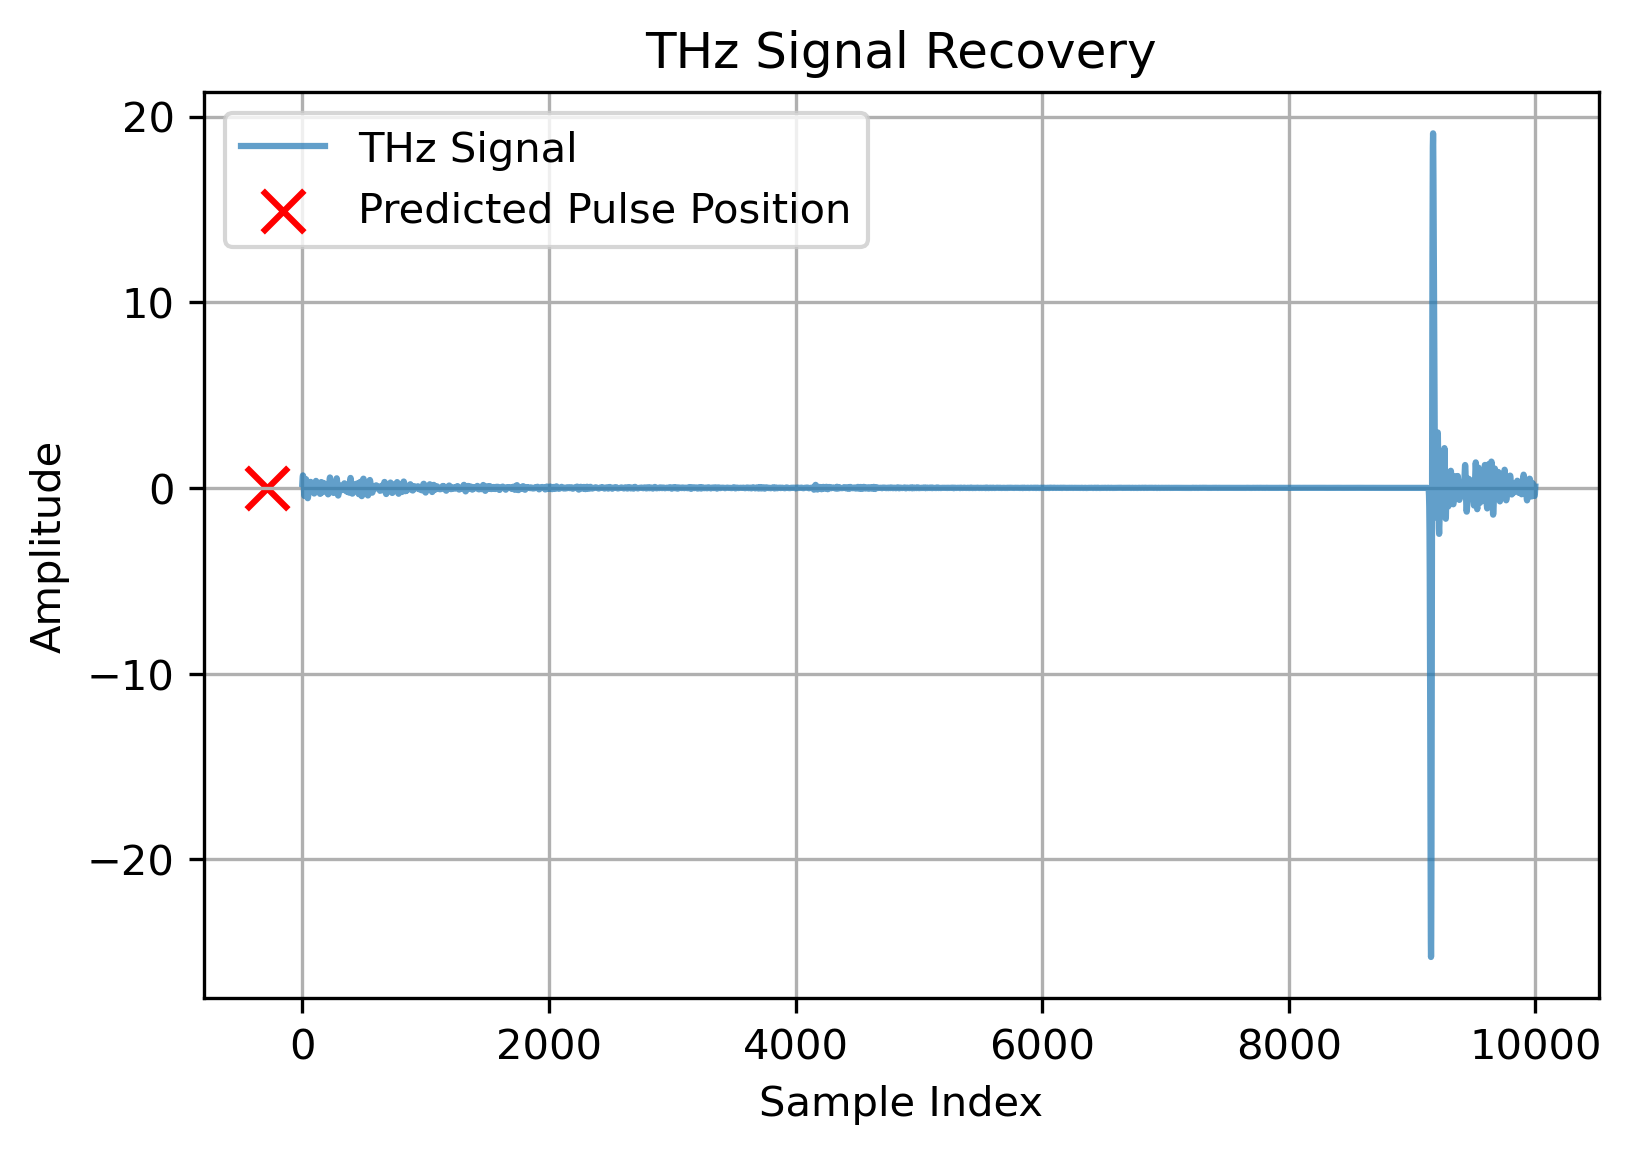 THz Signal Recovery
THz Signal
Predicted Pulse Position
20
10
0
−10
−20
Amplitude
0 2000 4000 6000 8000 10000
Sample Index